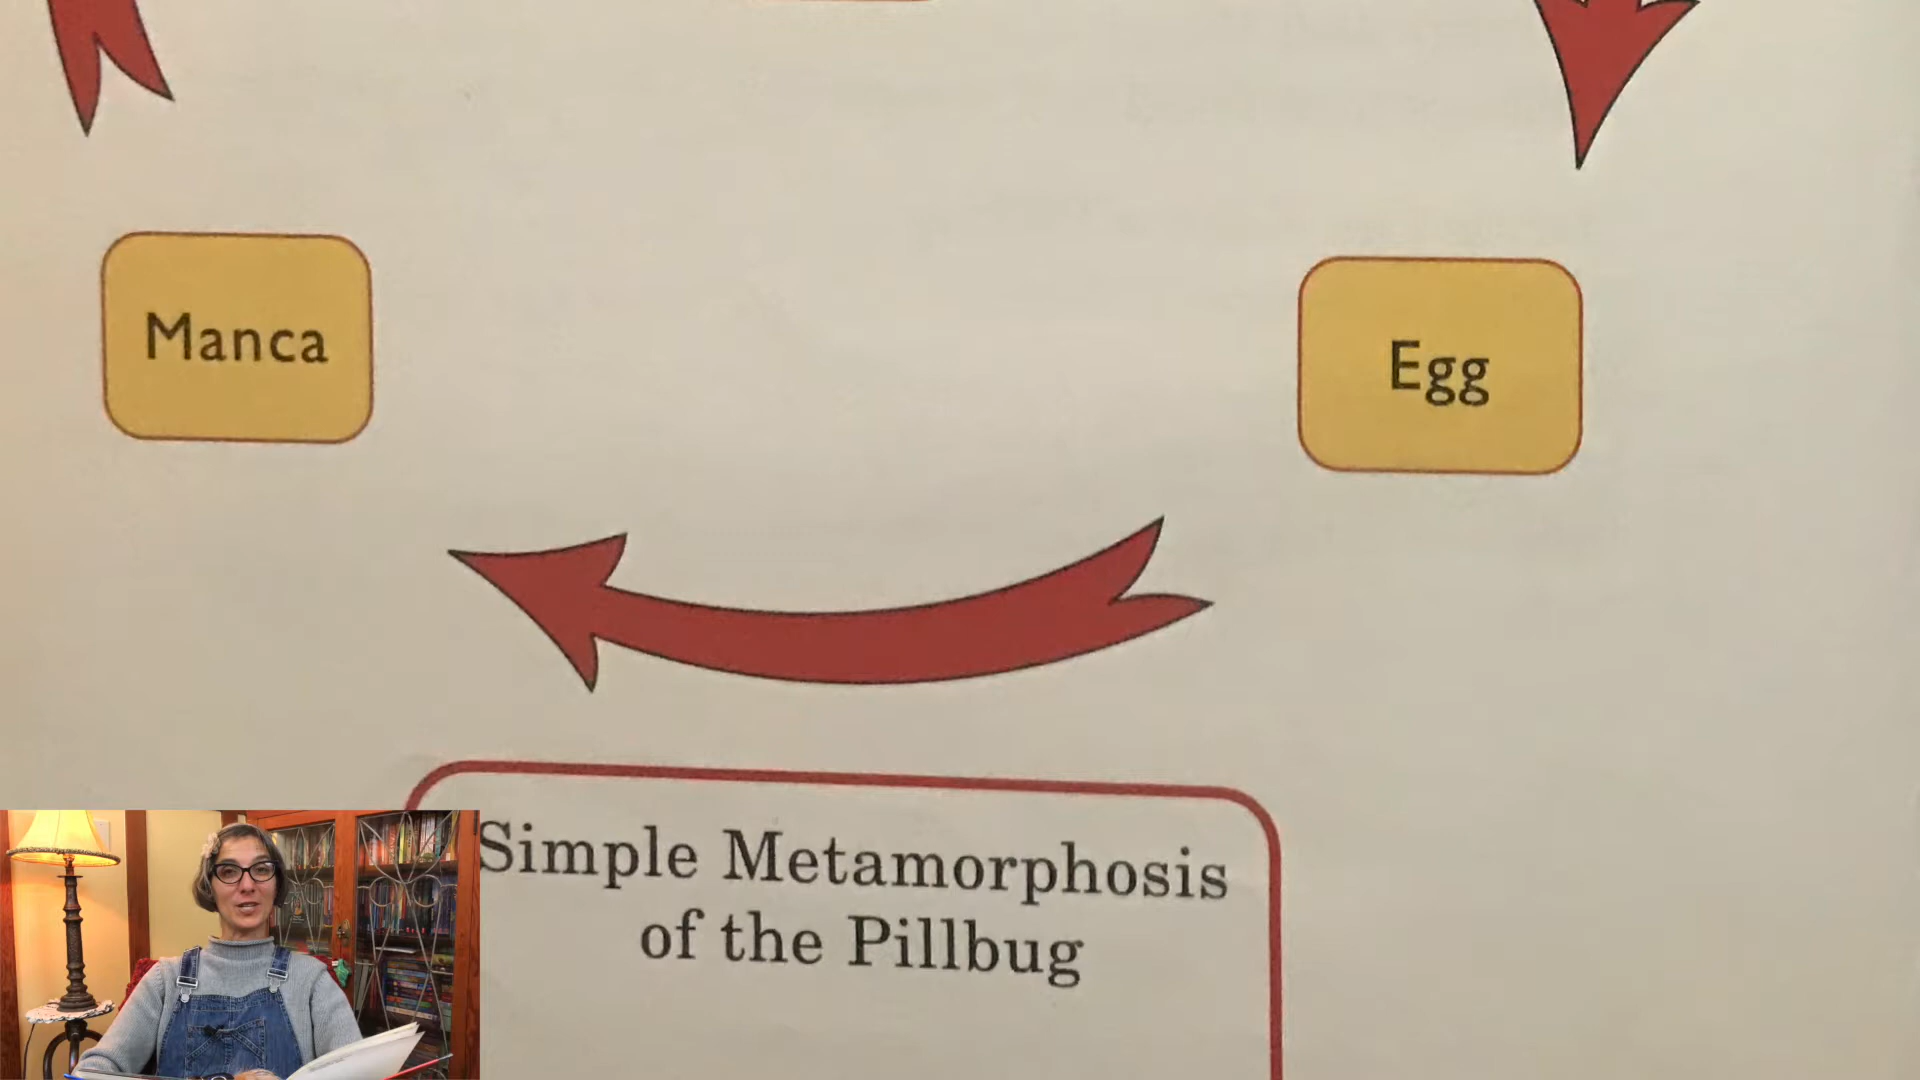 Manca
Egg
Simple Metamorphosis
of the Pillbug